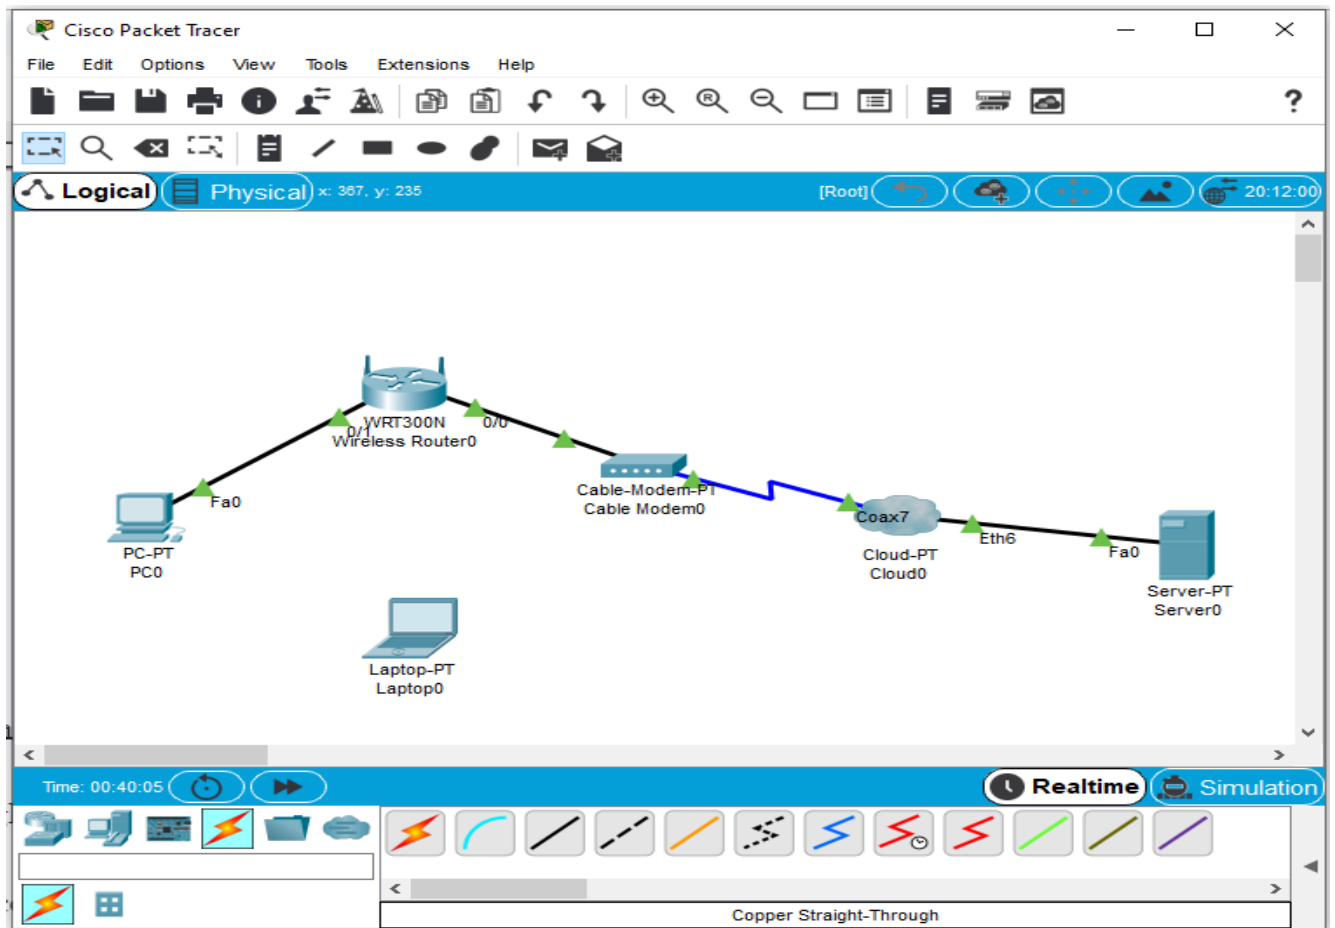 Cisco Packet Tracer
File Edit Options View Tools Extensions Help
Logical Physical x: 367, y: 235 [Root] 20:12:00
WRT300N
Wireless Router0
0/1
0/0
Fa0
PC-PT
PC0
Cable-Modem-PT
Cable Modem0
Coax7
Cloud-PT
Cloud0
Eth6
Fa0
Server-PT
Server0
Laptop-PT
Laptop0
Time: 00:40:05 Realtime Simulation
Copper Straight-Through